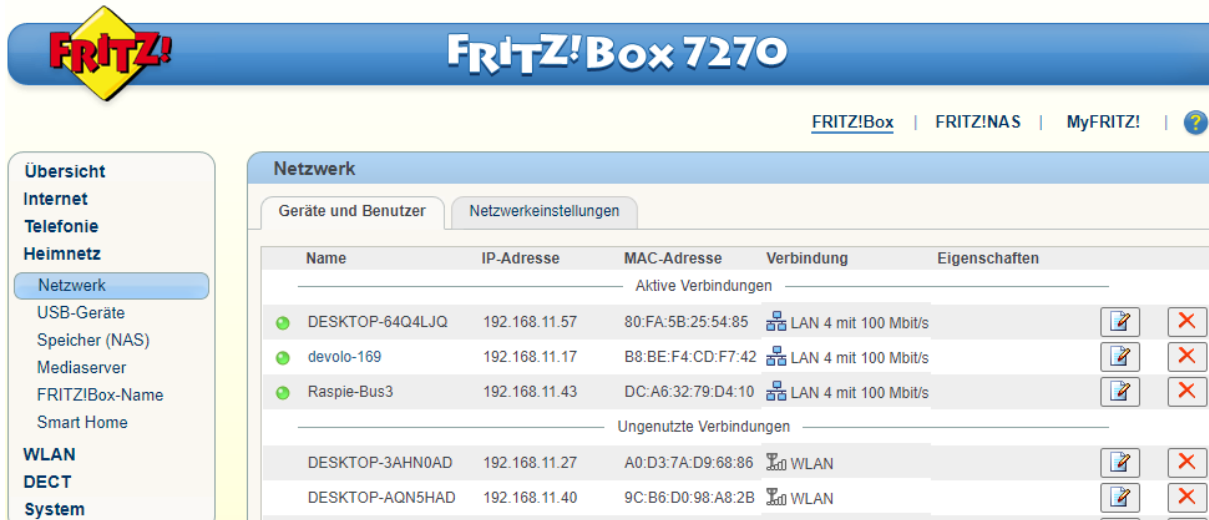 FRITZ!
FRITZ!Box 7270
FRITZ!Box | FRITZ!NAS | MyFRITZ! | ?
Übersicht
Internet
Telefonie
Heimnetz
Netzwerk
USB-Geräte
Speicher (NAS)
Mediaserver
FRITZ!Box-Name
Smart Home
WLAN
DECT
System
Netzwerk
Geräte und Benutzer Netzwerkeinstellungen
Name IP-Adresse MAC-Adresse Verbindung Eigenschaften
Aktive Verbindungen
DESKTOP-64Q4LJQ 192.168.11.57 80:FA:5B:25:54:85 LAN 4 mit 100 Mbit/s
devolo-169 192.168.11.17 B8:BE:F4:CD:F7:42 LAN 4 mit 100 Mbit/s
Raspie-Bus3 192.168.11.43 DC:A6:32:79:D4:10 LAN 4 mit 100 Mbit/s
Ungenutzte Verbindungen
DESKTOP-3AHN0AD 192.168.11.27 A0:D3:7A:D9:68:86 WLAN
DESKTOP-AQN5HAD 192.168.11.40 9C:B6:D0:98:A8:2B WLAN